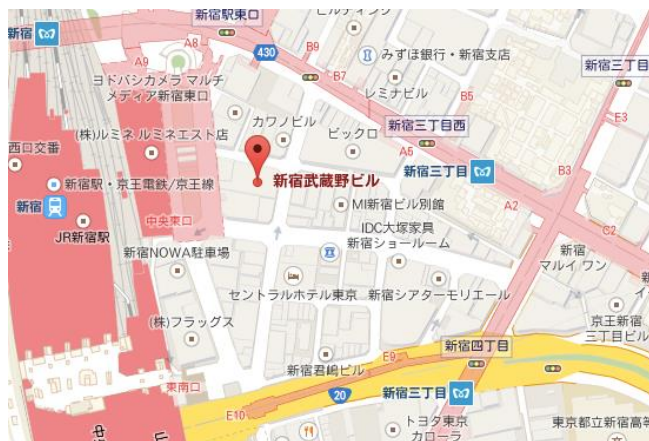 新宿駅東口
ビルディング
新宿
A8
430
B9
みずほ銀行・新宿支店
新宿三丁目
A9
B7
ヨドバシカメラ マルチ
メディア新宿東口
レミナビル
B5
カワノビル
E3
(株)ルミネ ルミネエスト店
ビックロ
新宿三丁目西
西口交番
A5
新宿三丁目
B3
新宿駅・京王電鉄/京王線
新宿武蔵野ビル
新宿
A2
MI新宿ビル別館
中央東口
C2
JR新宿駅
IDC大塚家具
新宿ショールーム
新宿NOWA駐車場
新宿
マルイ ワン
セントラルホテル東京
新宿シアターモリエール
京王新宿
三丁目ビル
(株)フラッグス
新宿四丁目
E9
新宿君嶋ビル
東南口
20
新宿三丁目
E10
トヨタ東京
カローラ
東京都立新宿高等